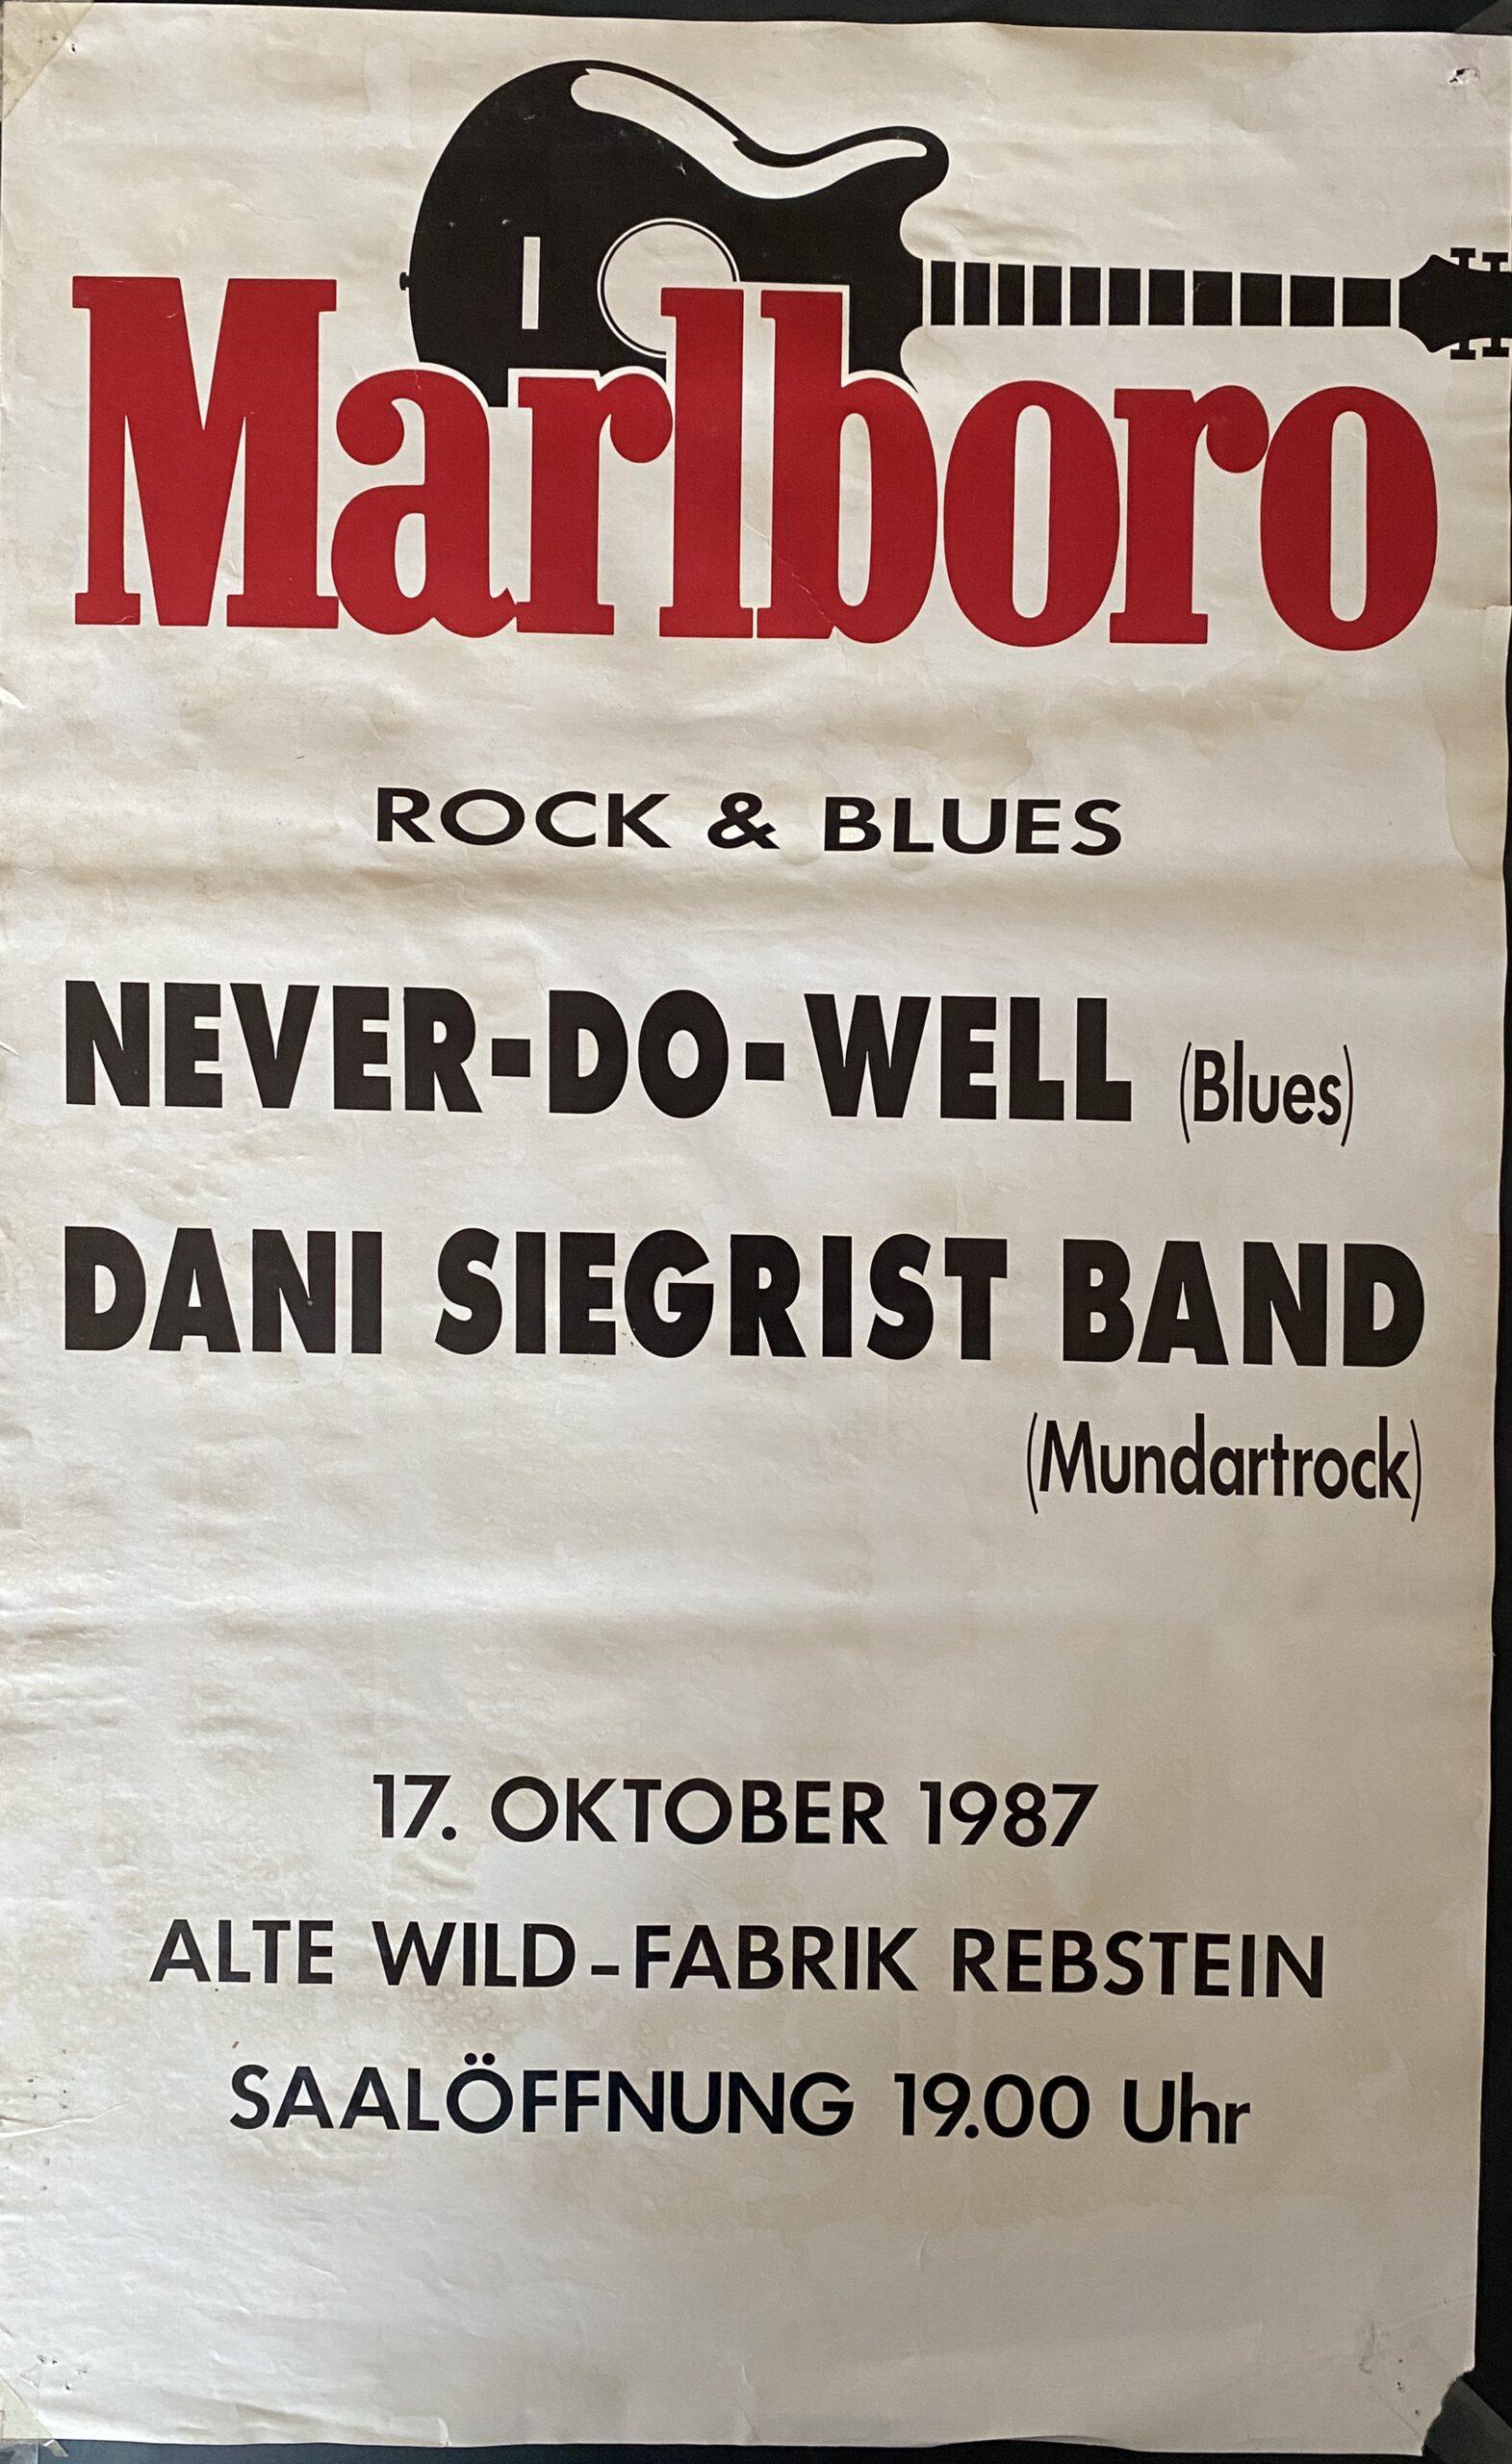 Marlboro
ROCK & BLUES
NEVER-DO-WELL (Blues)
DANI SIEGRIST BAND
(Mundartrock)
17. OKTOBER 1987
ALTE WILD-FABRIK REBSTEIN
SAALÖFFNUNG 19.00 Uhr